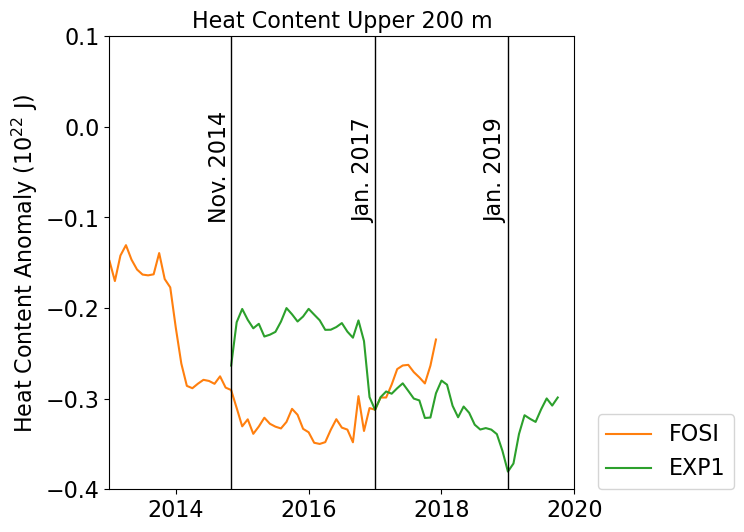 Heat Content Upper 200 m
Heat Content Anomaly (10²² J)
0.1
0.0
−0.1
−0.2
−0.3
−0.4
Nov. 2014
Jan. 2017
Jan. 2019
2014
2016
2018
2020
FOSI
EXP1